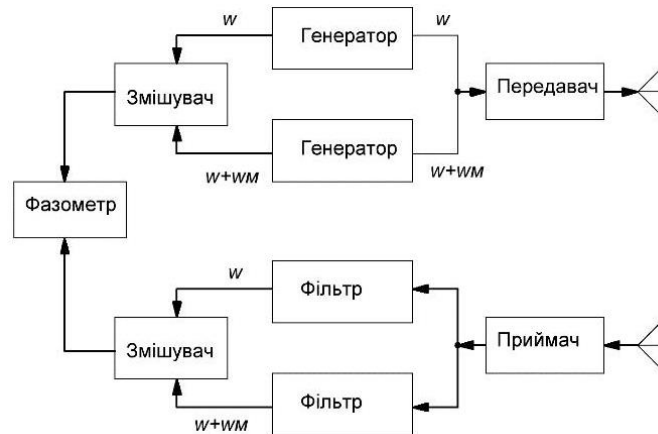 w
Генератор
w
Змішувач
Передавач
Генератор
w+wм
w+wм
Фазометр
w
Фільтр
Змішувач
Приймач
Фільтр
w+wм